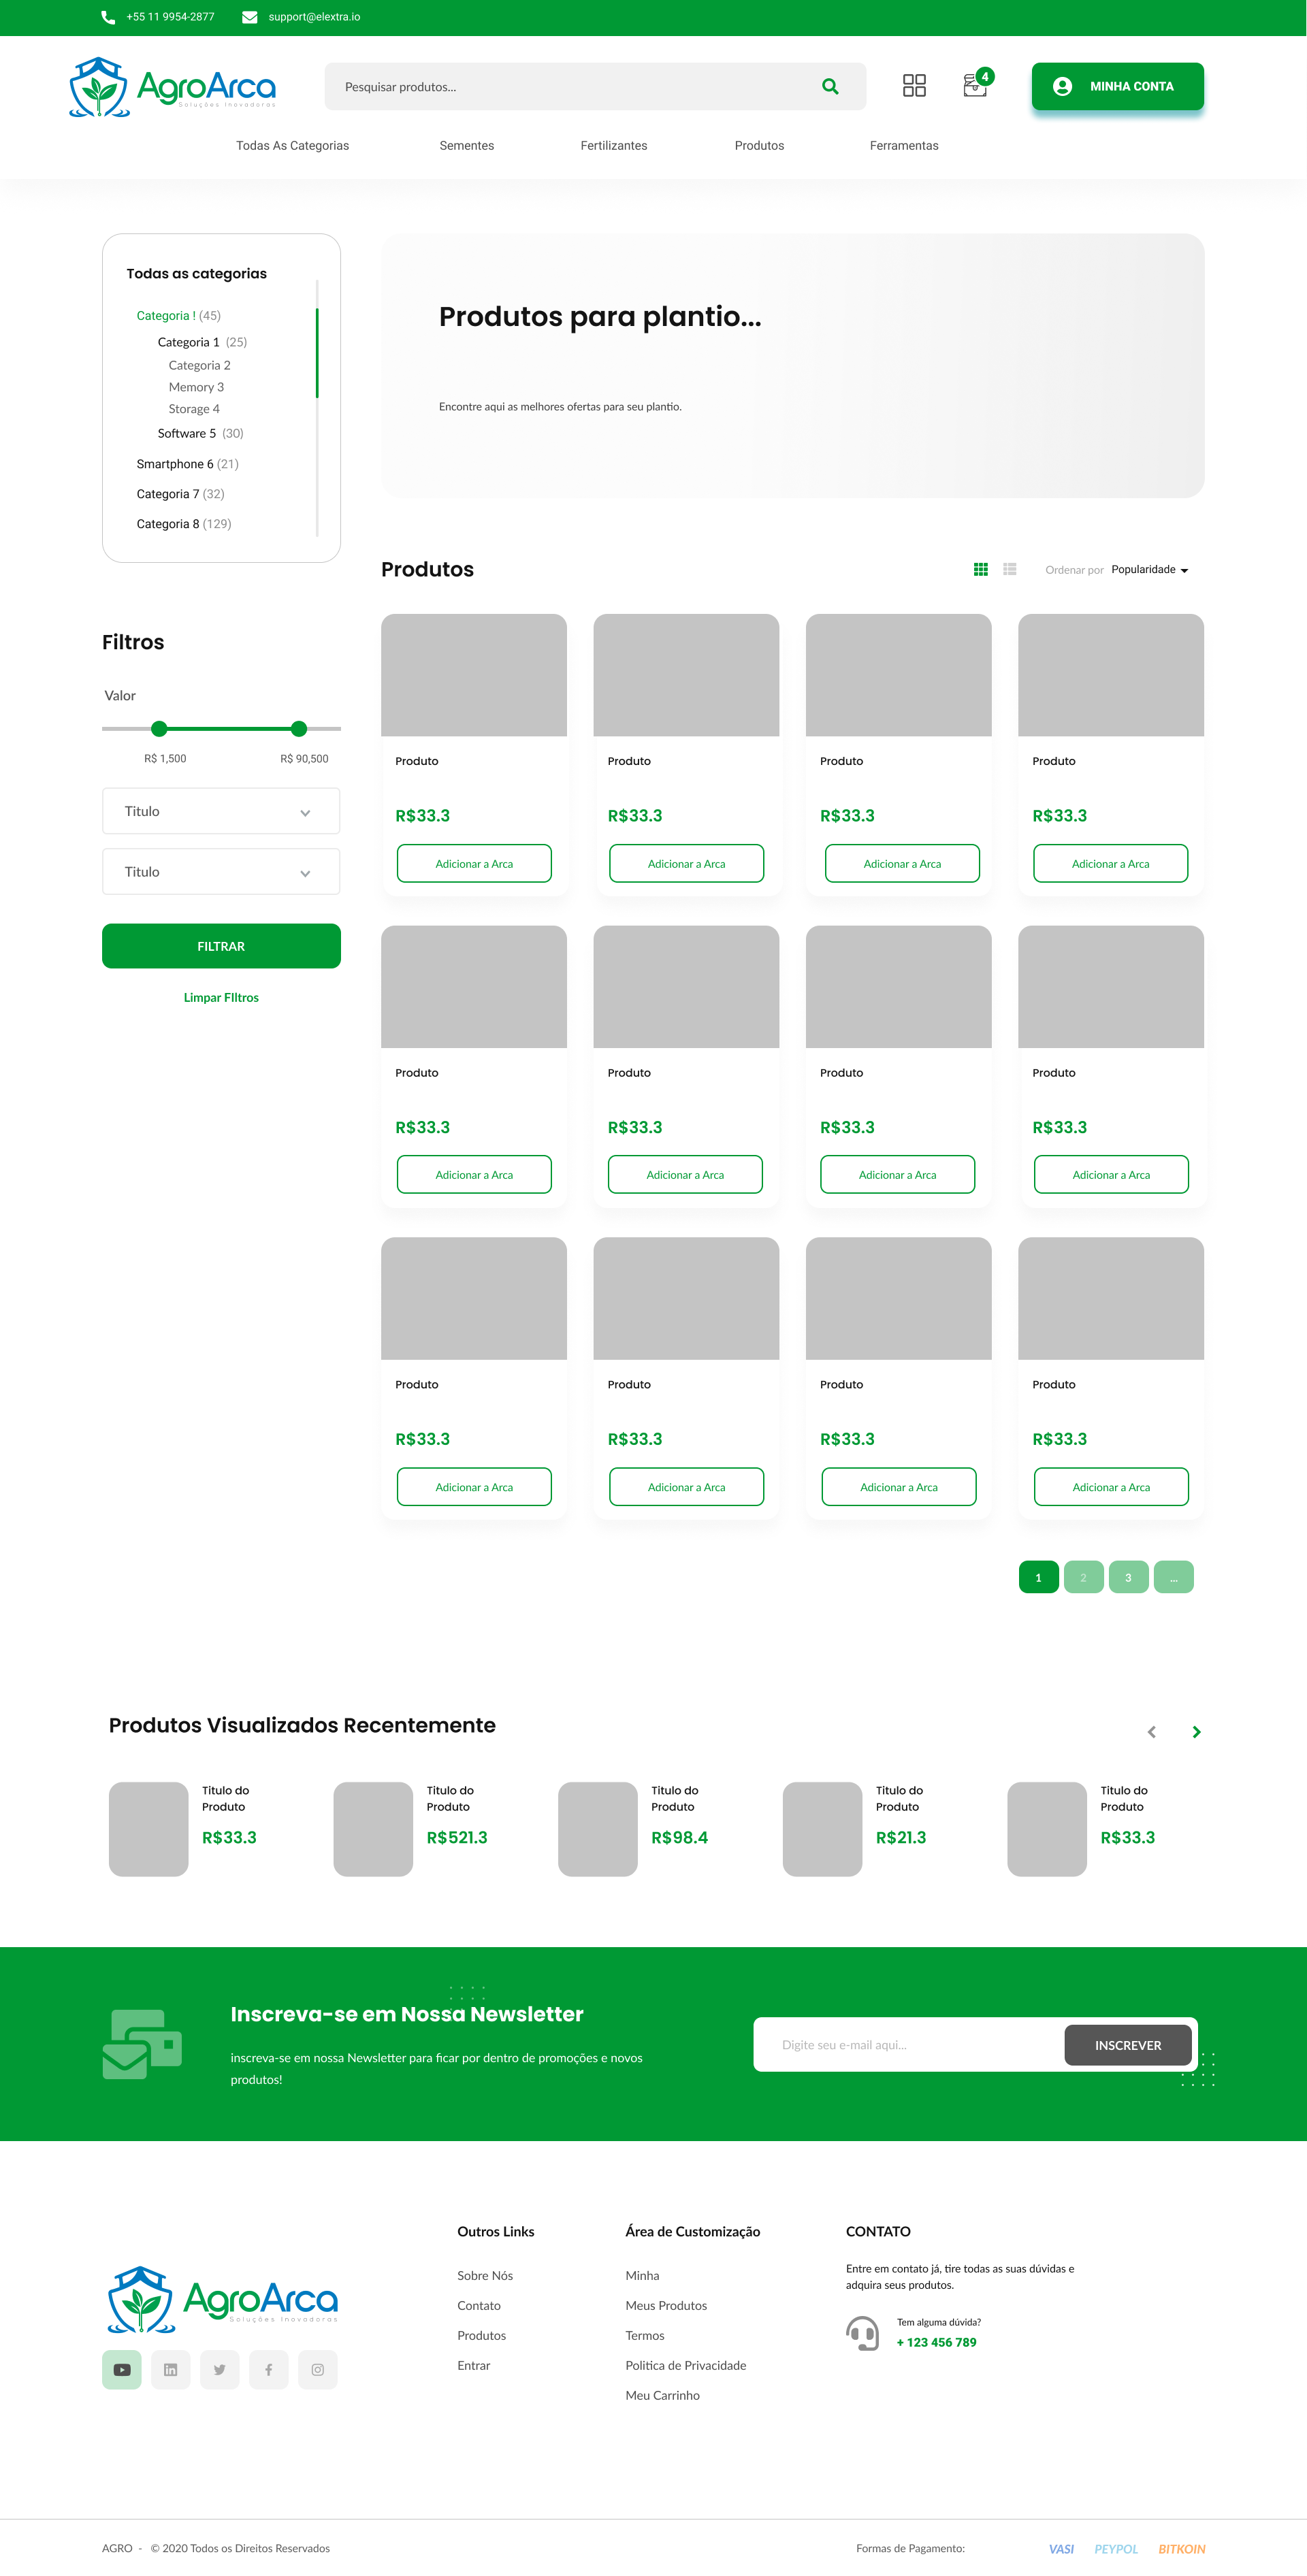 +55 11 9954-2877 support@elextra.io
AgroArca
Soluções Inovadoras
Pesquisar produtos...
4
MINHA CONTA
Todas As Categorias Sementes Fertilizantes Produtos Ferramentas
Todas as categorias
Categoria ! (45)
Categoria 1 (25)
Categoria 2
Memory 3
Storage 4
Software 5 (30)
Smartphone 6 (21)
Categoria 7 (32)
Categoria 8 (129)
Produtos para plantio...
Encontre aqui as melhores ofertas para seu plantio.
Filtros
Valor
R$ 1,500 R$ 90,500
Titulo
Titulo
FILTRAR
Limpar FIltros
Produtos
Ordenar por Popularidade
Produto Produto Produto Produto
R$33.3 R$33.3 R$33.3 R$33.3
Adicionar a Arca Adicionar a Arca Adicionar a Arca Adicionar a Arca
Produto Produto Produto Produto
R$33.3 R$33.3 R$33.3 R$33.3
Adicionar a Arca Adicionar a Arca Adicionar a Arca Adicionar a Arca
Produto Produto Produto Produto
R$33.3 R$33.3 R$33.3 R$33.3
Adicionar a Arca Adicionar a Arca Adicionar a Arca Adicionar a Arca
1 2 3 ...
Produtos Visualizados Recentemente
Titulo do Titulo do Titulo do Titulo do Titulo do
Produto Produto Produto Produto Produto
R$33.3 R$521.3 R$98.4 R$21.3 R$33.3
Inscreva-se em Nossa Newsletter
inscreva-se em nossa Newsletter para ficar por dentro de promoções e novos
produtos!
Digite seu e-mail aqui...
INSCREVER
AgroArca
Soluções Inovadoras
Outros Links
Sobre Nós
Contato
Produtos
Entrar
Área de Customização
Minha
Meus Produtos
Termos
Politica de Privacidade
Meu Carrinho
CONTATO
Entre em contato já, tire todas as suas dúvidas e
adquira seus produtos.
Tem alguma dúvida?
+ 123 456 789
AGRO - © 2020 Todos os Direitos Reservados
Formas de Pagamento: VASI PEYPOL BITKOIN